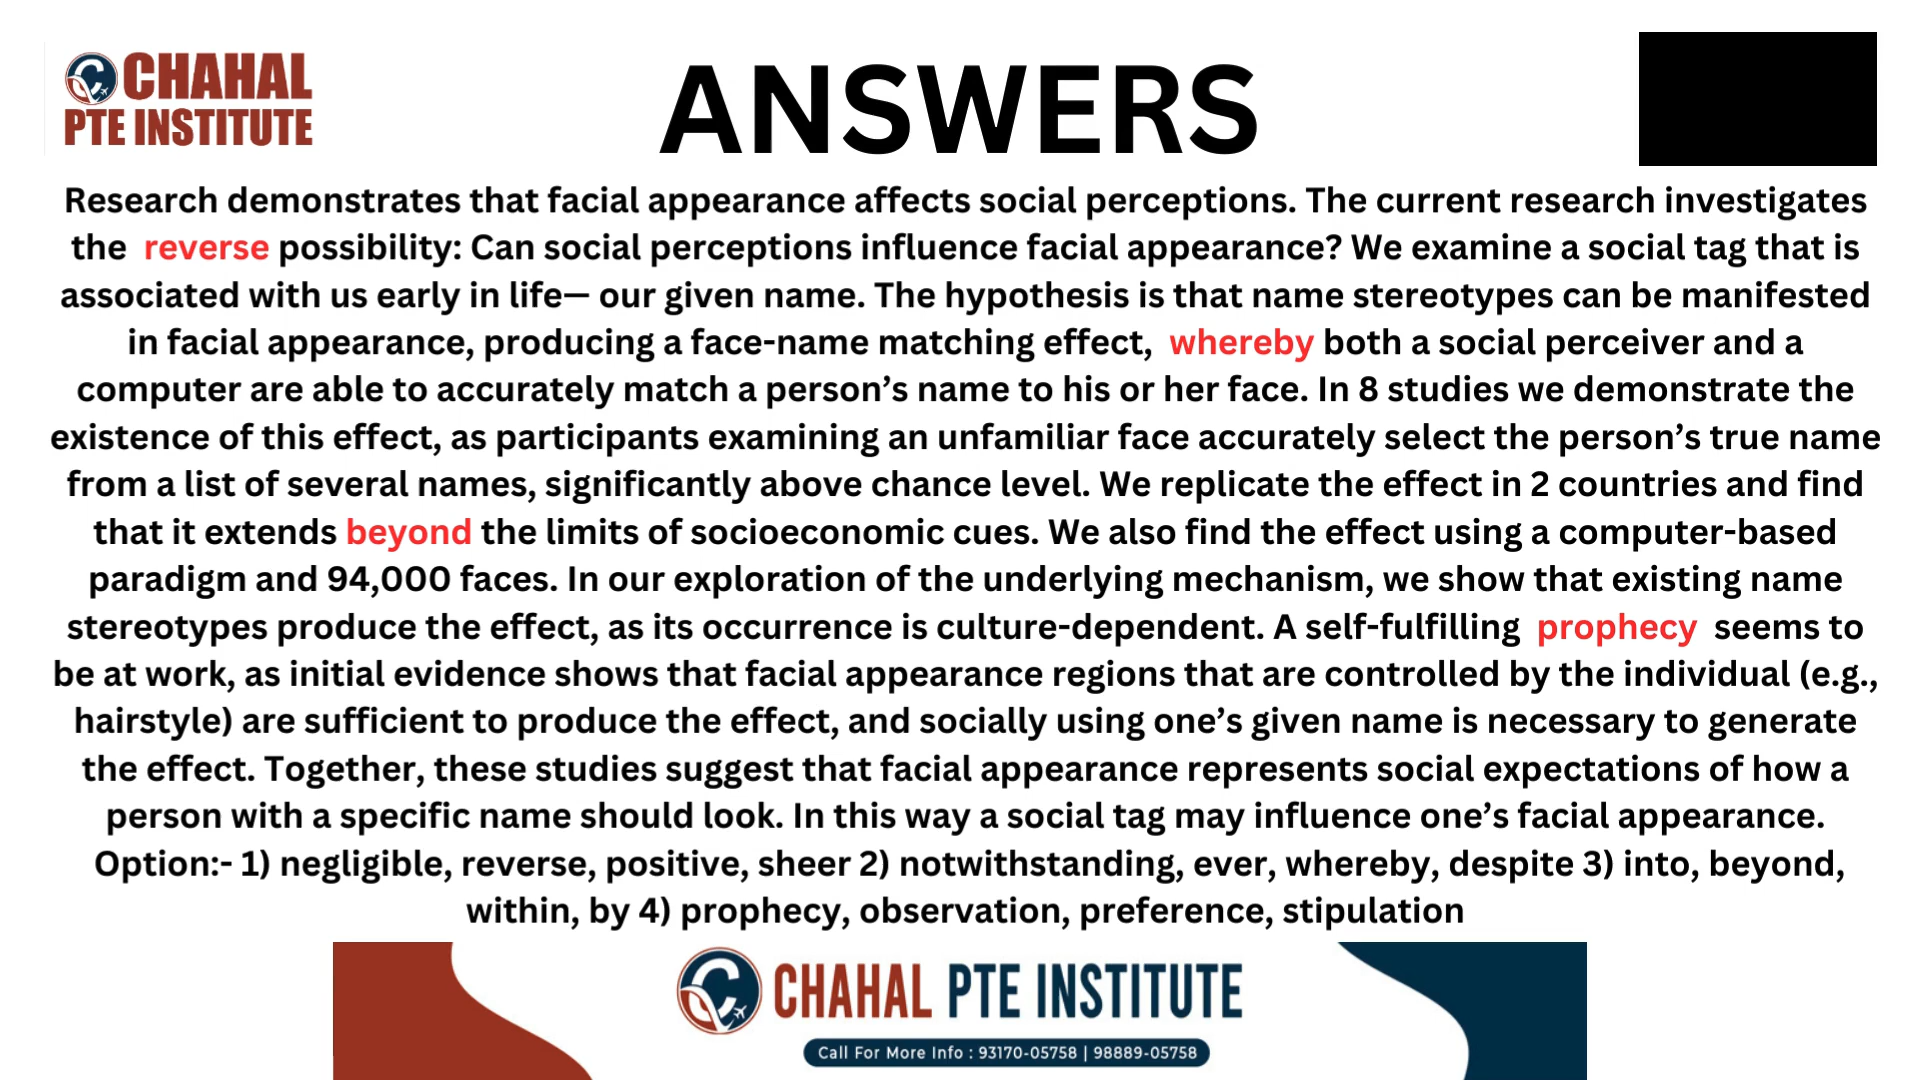 CHAHAL
PTE INSTITUTE
ANSWERS
Research demonstrates that facial appearance affects social perceptions. The current research investigates
the reverse possibility: Can social perceptions influence facial appearance? We examine a social tag that is
associated with us early in life— our given name. The hypothesis is that name stereotypes can be manifested
in facial appearance, producing a face-name matching effect, whereby both a social perceiver and a
computer are able to accurately match a person’s name to his or her face. In 8 studies we demonstrate the
existence of this effect, as participants examining an unfamiliar face accurately select the person’s true name
from a list of several names, significantly above chance level. We replicate the effect in 2 countries and find
that it extends beyond the limits of socioeconomic cues. We also find the effect using a computer-based
paradigm and 94,000 faces. In our exploration of the underlying mechanism, we show that existing name
stereotypes produce the effect, as its occurrence is culture-dependent. A self-fulfilling prophecy seems to
be at work, as initial evidence shows that facial appearance regions that are controlled by the individual (e.g.,
hairstyle) are sufficient to produce the effect, and socially using one’s given name is necessary to generate
the effect. Together, these studies suggest that facial appearance represents social expectations of how a
person with a specific name should look. In this way a social tag may influence one’s facial appearance.
Option:- 1) negligible, reverse, positive, sheer 2) notwithstanding, ever, whereby, despite 3) into, beyond,
within, by 4) prophecy, observation, preference, stipulation
CHAHAL PTE INSTITUTE
Call For More Info : 93170-05758 | 98889-05758